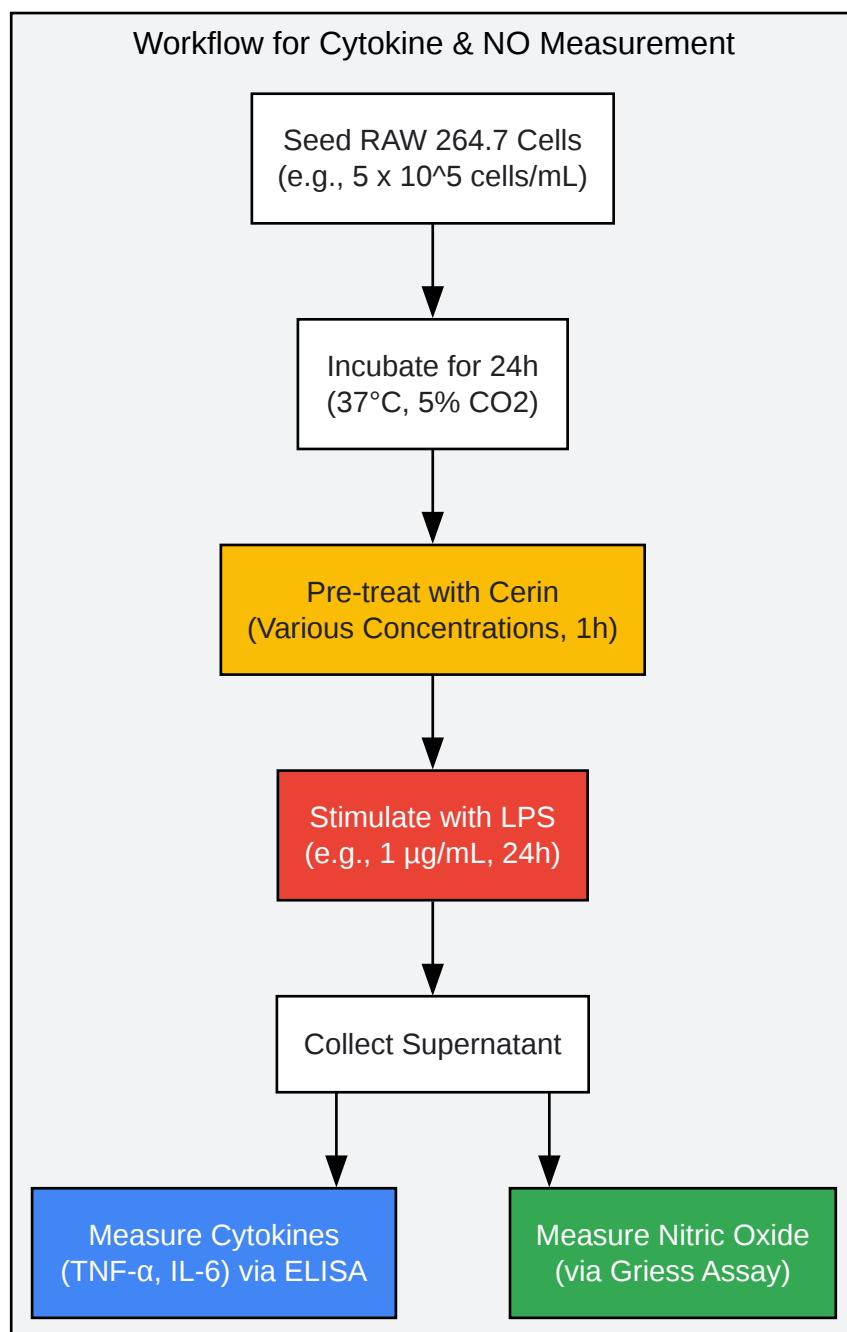 Workflow for Cytokine & NO Measurement
Seed RAW 264.7 Cells
(e.g., 5 x 10^5 cells/mL)
Incubate for 24h
(37°C, 5% CO2)
Pre-treat with Cerin
(Various Concentrations, 1h)
Stimulate with LPS
(e.g., 1 µg/mL, 24h)
Collect Supernatant
Measure Cytokines
(TNF-α, IL-6) via ELISA
Measure Nitric Oxide
(via Griess Assay)